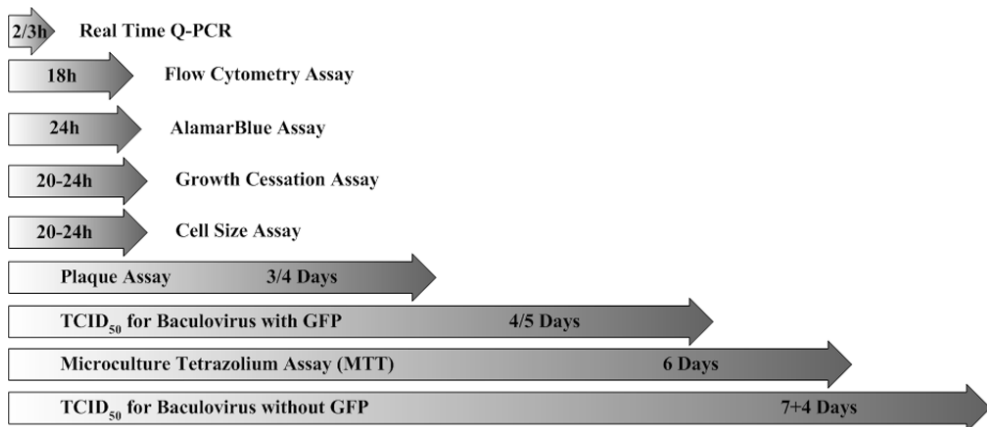 2/3h Real Time Q-PCR
18h Flow Cytometry Assay
24h AlamarBlue Assay
20-24h Growth Cessation Assay
20-24h Cell Size Assay
Plaque Assay 3/4 Days
TCID50 for Baculovirus with GFP 4/5 Days
Microculture Tetrazolium Assay (MTT) 6 Days
TCID50 for Baculovirus without GFP 7+4 Days